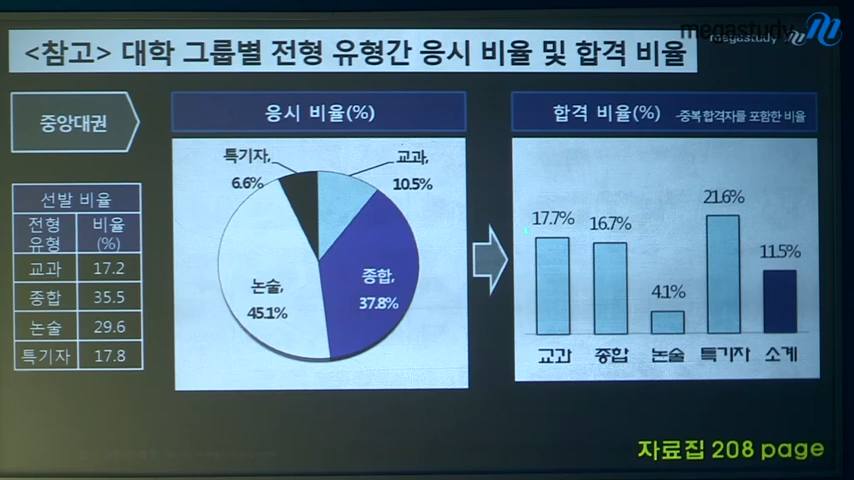 megastudy
megastudy
<참고> 대학 그룹별 전형 유형간 응시 비율 및 합격 비율
중앙대권
선발 비율
전형 유형 비율 (%)
교과 17.2
종합 35.5
논술 29.6
특기자 17.8
응시 비율(%)
특기자, 6.6%
교과, 10.5%
논술, 45.1%
종합, 37.8%
합격 비율(%) -중복 합격자를 포함한 비율
17.7% 16.7% 4.1% 21.6% 11.5%
교과 종합 논술 특기자 소계
자료집 208 page